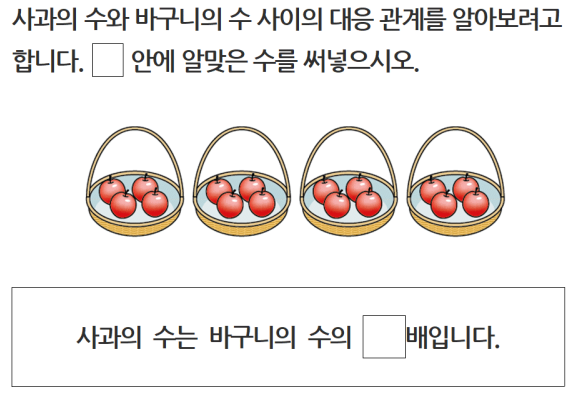 사과의 수와 바구니의 수 사이의 대응 관계를 알아보려고
합니다. □ 안에 알맞은 수를 써넣으시오.
사과의 수는 바구니의 수의 □배입니다.